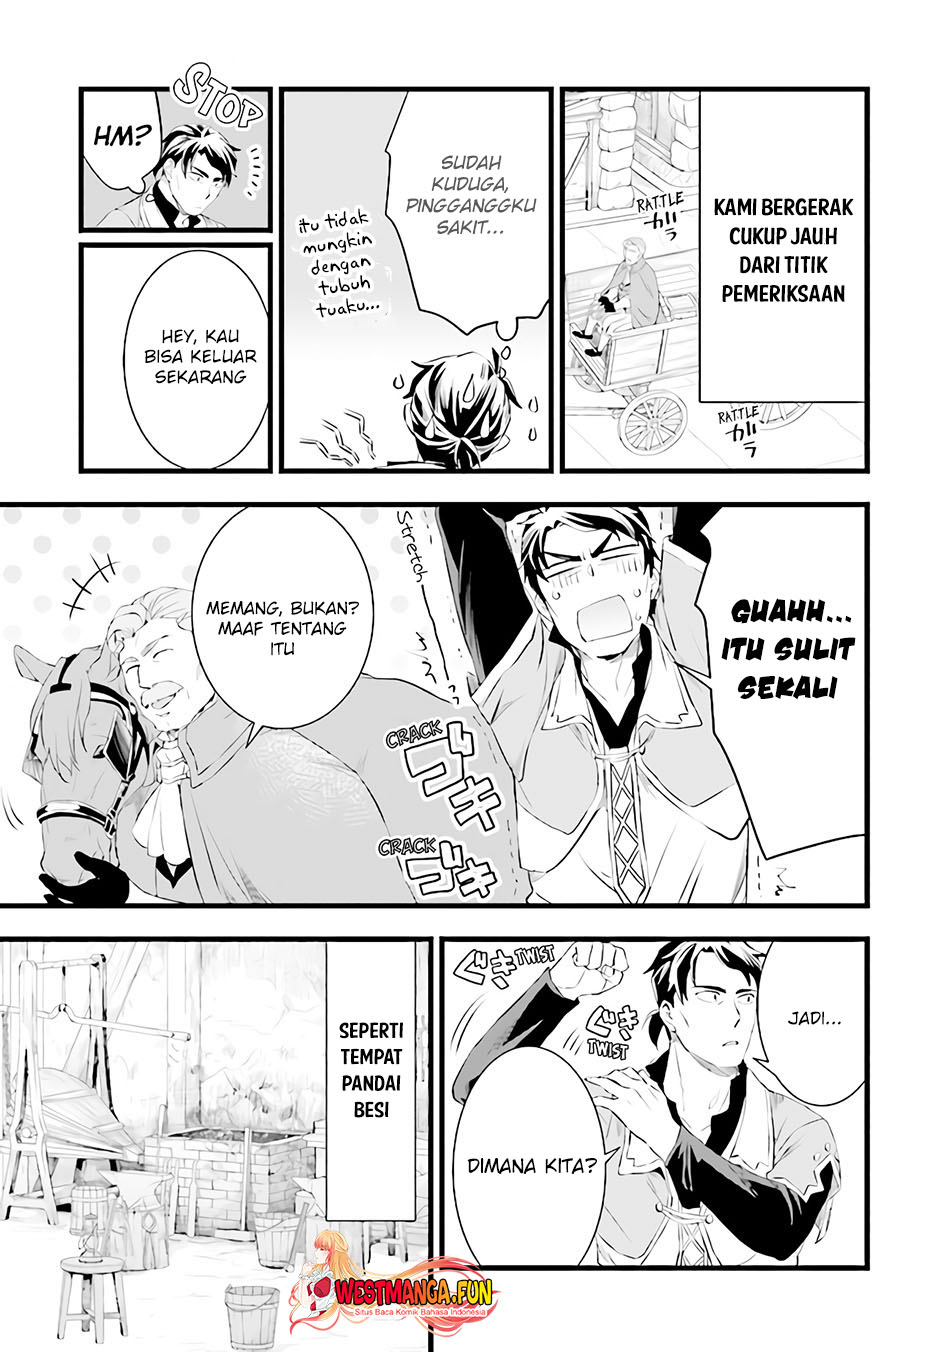 RATTLE
ガラ
KAMI BERGERAK
CUKUP JAUH
DARI TITIK
PEMERIKSAAN
RATTLE
ガラ
SUDAH
KUDUGA,
PINGGANGKU
SAKIT...
itu tidak
mungkin
dengan
tubuh
tuaku...
STOP
HM?
HEY, KAU
BISA KELUAR
SEKARANG
GUAHH...
ITU SULIT
SEKALI
Stretch
CRACK
ゴキ
CRACK
ゴキ
MEMANG, BUKAN?
MAAF TENTANG
ITU
JADI...
TWIST
ぐき
TWIST
ぐき
DIMANA KITA?
SEPERTI
TEMPAT
PANDAI
BESI
WESTMANGA.FUN
Situs Baca Komik Bahasa Indonesia